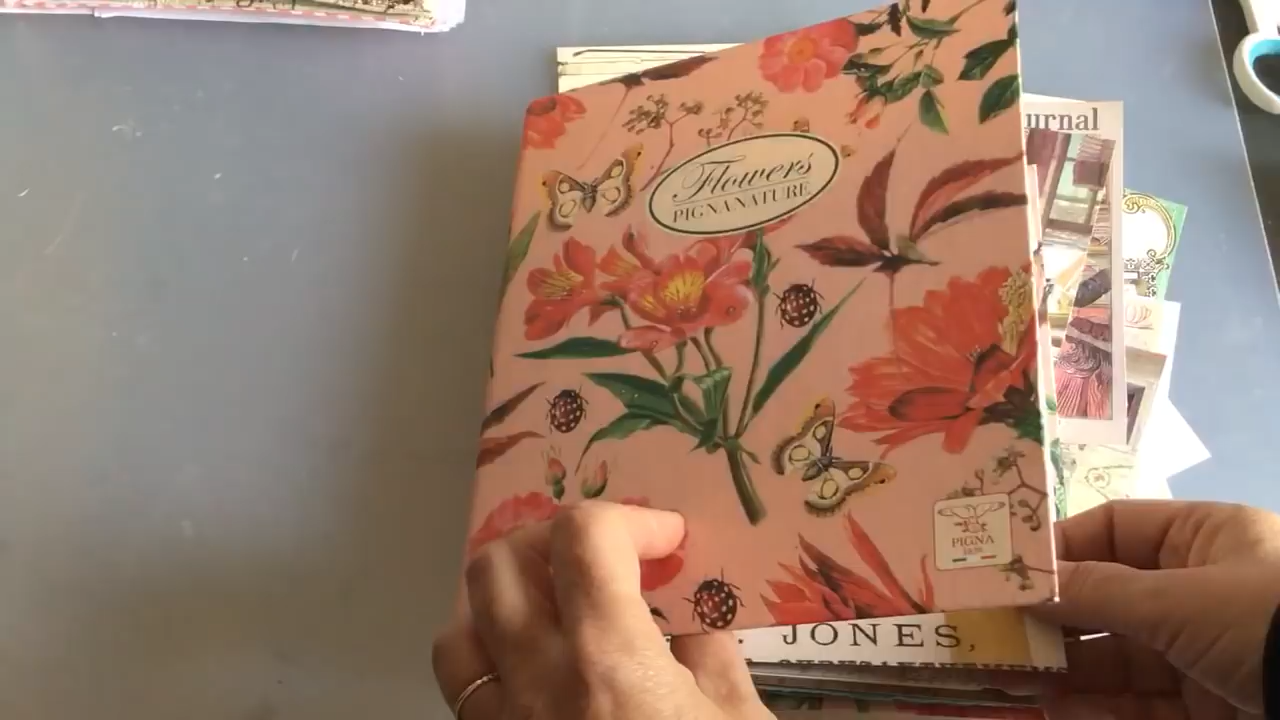 urnal
Flowers
PIGNANATURE
PIGNA
JONES,